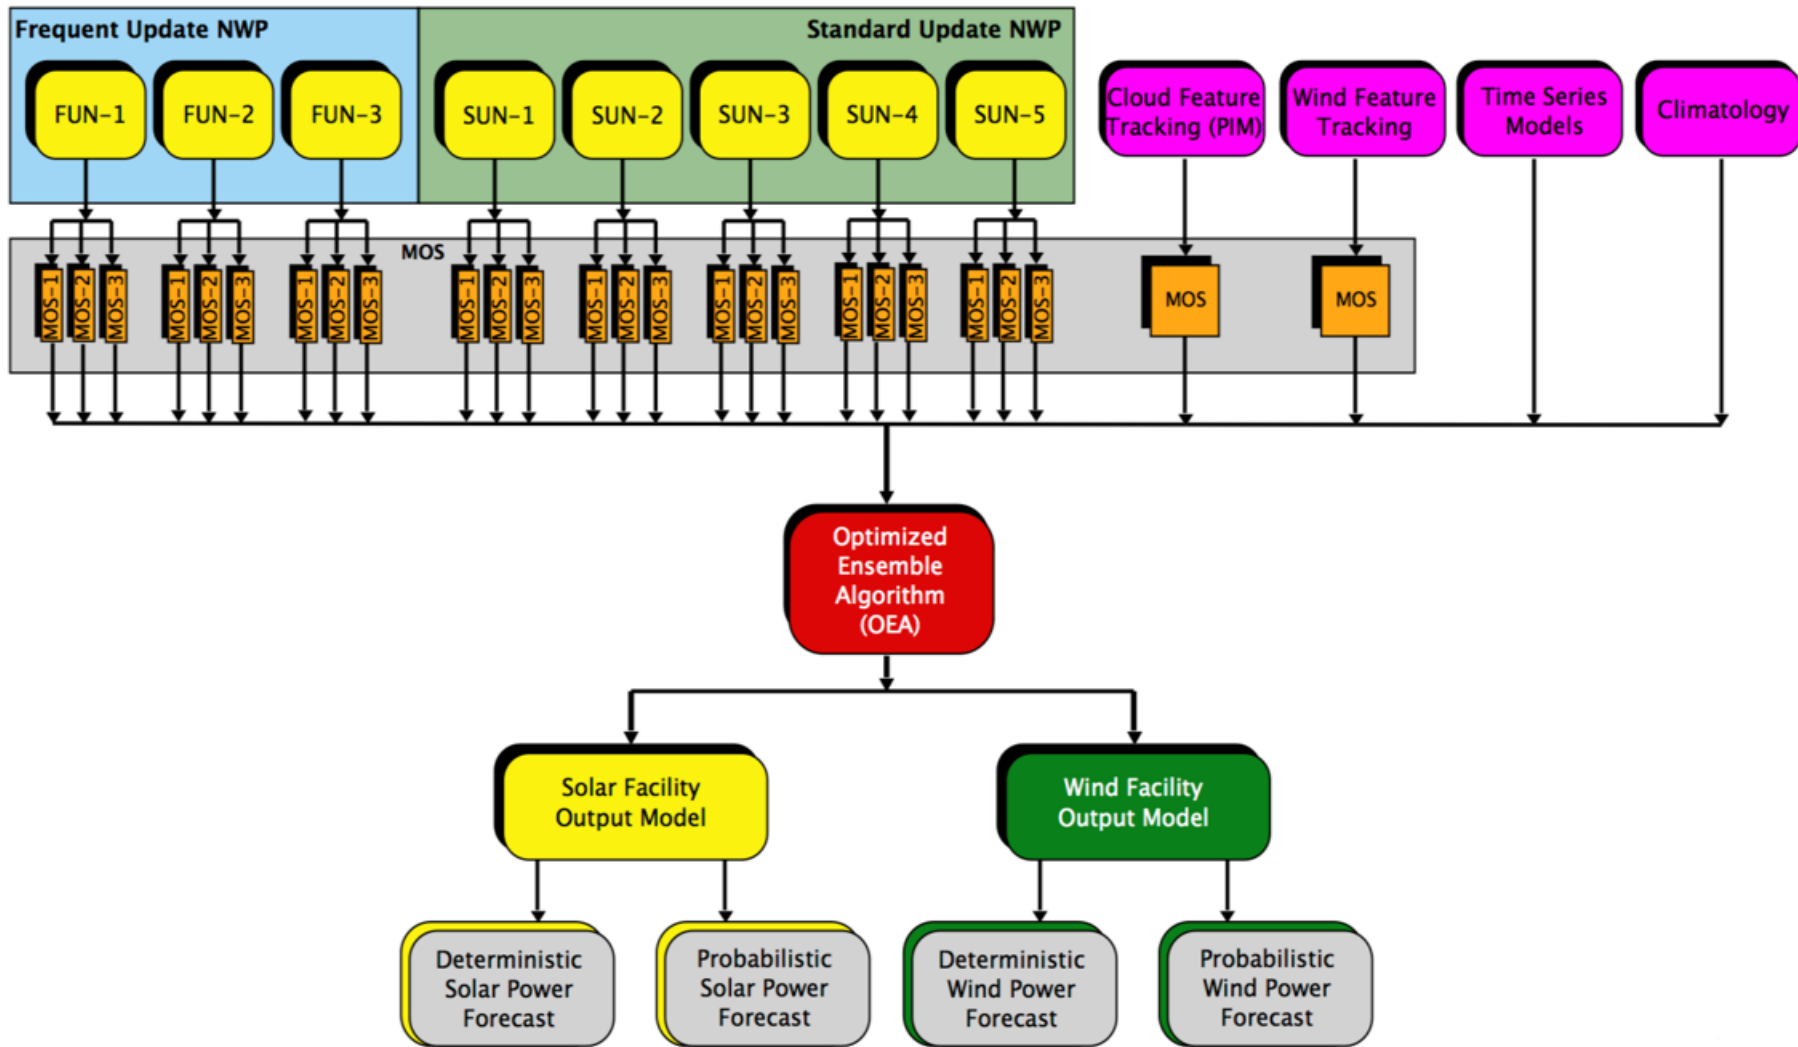 Frequent Update NWP
Standard Update NWP
FUN-1
FUN-2
FUN-3
SUN-1
SUN-2
SUN-3
SUN-4
SUN-5
Cloud Feature
Tracking (PIM)
Wind Feature
Tracking
Time Series
Models
Climatology
MOS
MOS-1
MOS-2
MOS-3
MOS-1
MOS-2
MOS-3
MOS-1
MOS-2
MOS-3
MOS-1
MOS-2
MOS-3
MOS-1
MOS-2
MOS-3
MOS-1
MOS-2
MOS-3
MOS-1
MOS-2
MOS-3
MOS-1
MOS-2
MOS-3
MOS
MOS
Optimized
Ensemble
Algorithm
(OEA)
Solar Facility
Output Model
Wind Facility
Output Model
Deterministic
Solar Power
Forecast
Probabilistic
Solar Power
Forecast
Deterministic
Wind Power
Forecast
Probabilistic
Wind Power
Forecast